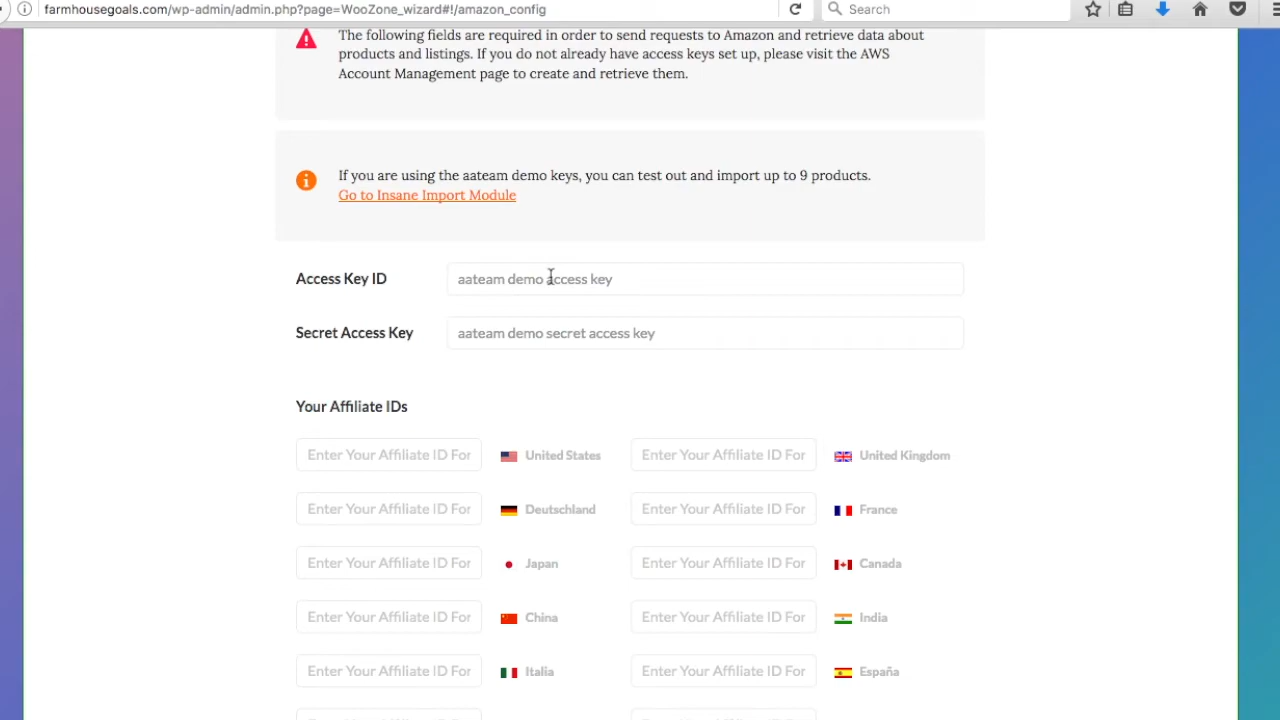 farmhousegoals.com/wp-admin/admin.php?page=WooZone_wizard#!/amazon_config
Search
The following fields are required in order to send requests to Amazon and retrieve data about
products and listings. If you do not already have access keys set up, please visit the AWS
Account Management page to create and retrieve them.
If you are using the aateam demo keys, you can test out and import up to 9 products.
Go to Insane Import Module
Access Key ID
aateam demo access key
Secret Access Key
aateam demo secret access key
Your Affiliate IDs
Enter Your Affiliate ID For United States Enter Your Affiliate ID For United Kingdom
Enter Your Affiliate ID For Deutschland Enter Your Affiliate ID For France
Enter Your Affiliate ID For Japan Enter Your Affiliate ID For Canada
Enter Your Affiliate ID For China Enter Your Affiliate ID For India
Enter Your Affiliate ID For Italia Enter Your Affiliate ID For España